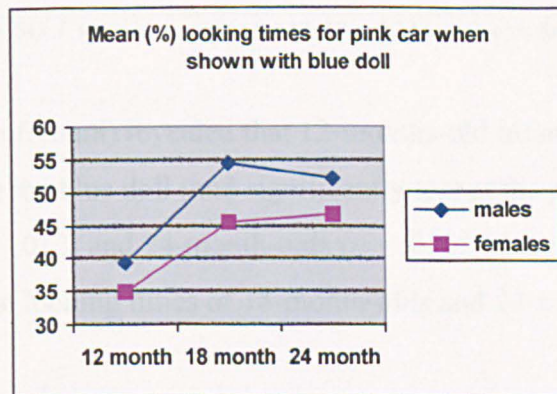 Mean (%) looking times for pink car when
shown with blue doll
60
55
50
45
40
35
30
males
females
12 month 18 month 24 month